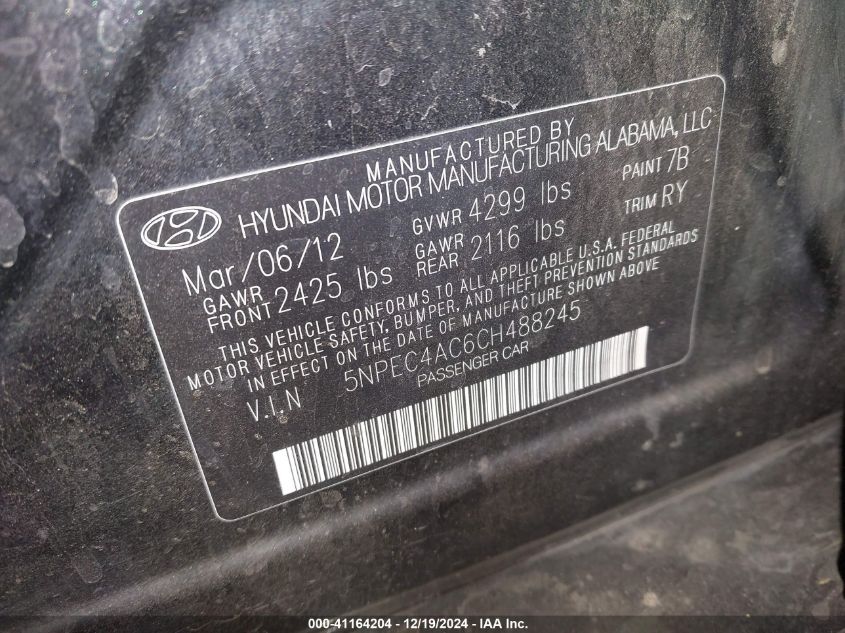 MANUFACTURED BY
HYUNDAI MOTOR MANUFACTURING ALABAMA, LLC
Mar/06/12 GVWR 4299 lbs PAINT 7B
GAWR FRONT 2425 lbs GAWR REAR 2116 lbs TRIM RY
THIS VEHICLE CONFORMS TO ALL APPLICABLE U.S.A. FEDERAL
MOTOR VEHICLE SAFETY, BUMPER, AND THEFT PREVENTION STANDARDS
IN EFFECT ON THE DATE OF MANUFACTURE SHOWN ABOVE
V.I.N 5NPEC4AC6CH488245
PASSENGER CAR
000-41164204 - 12/19/2024 - IAA Inc.